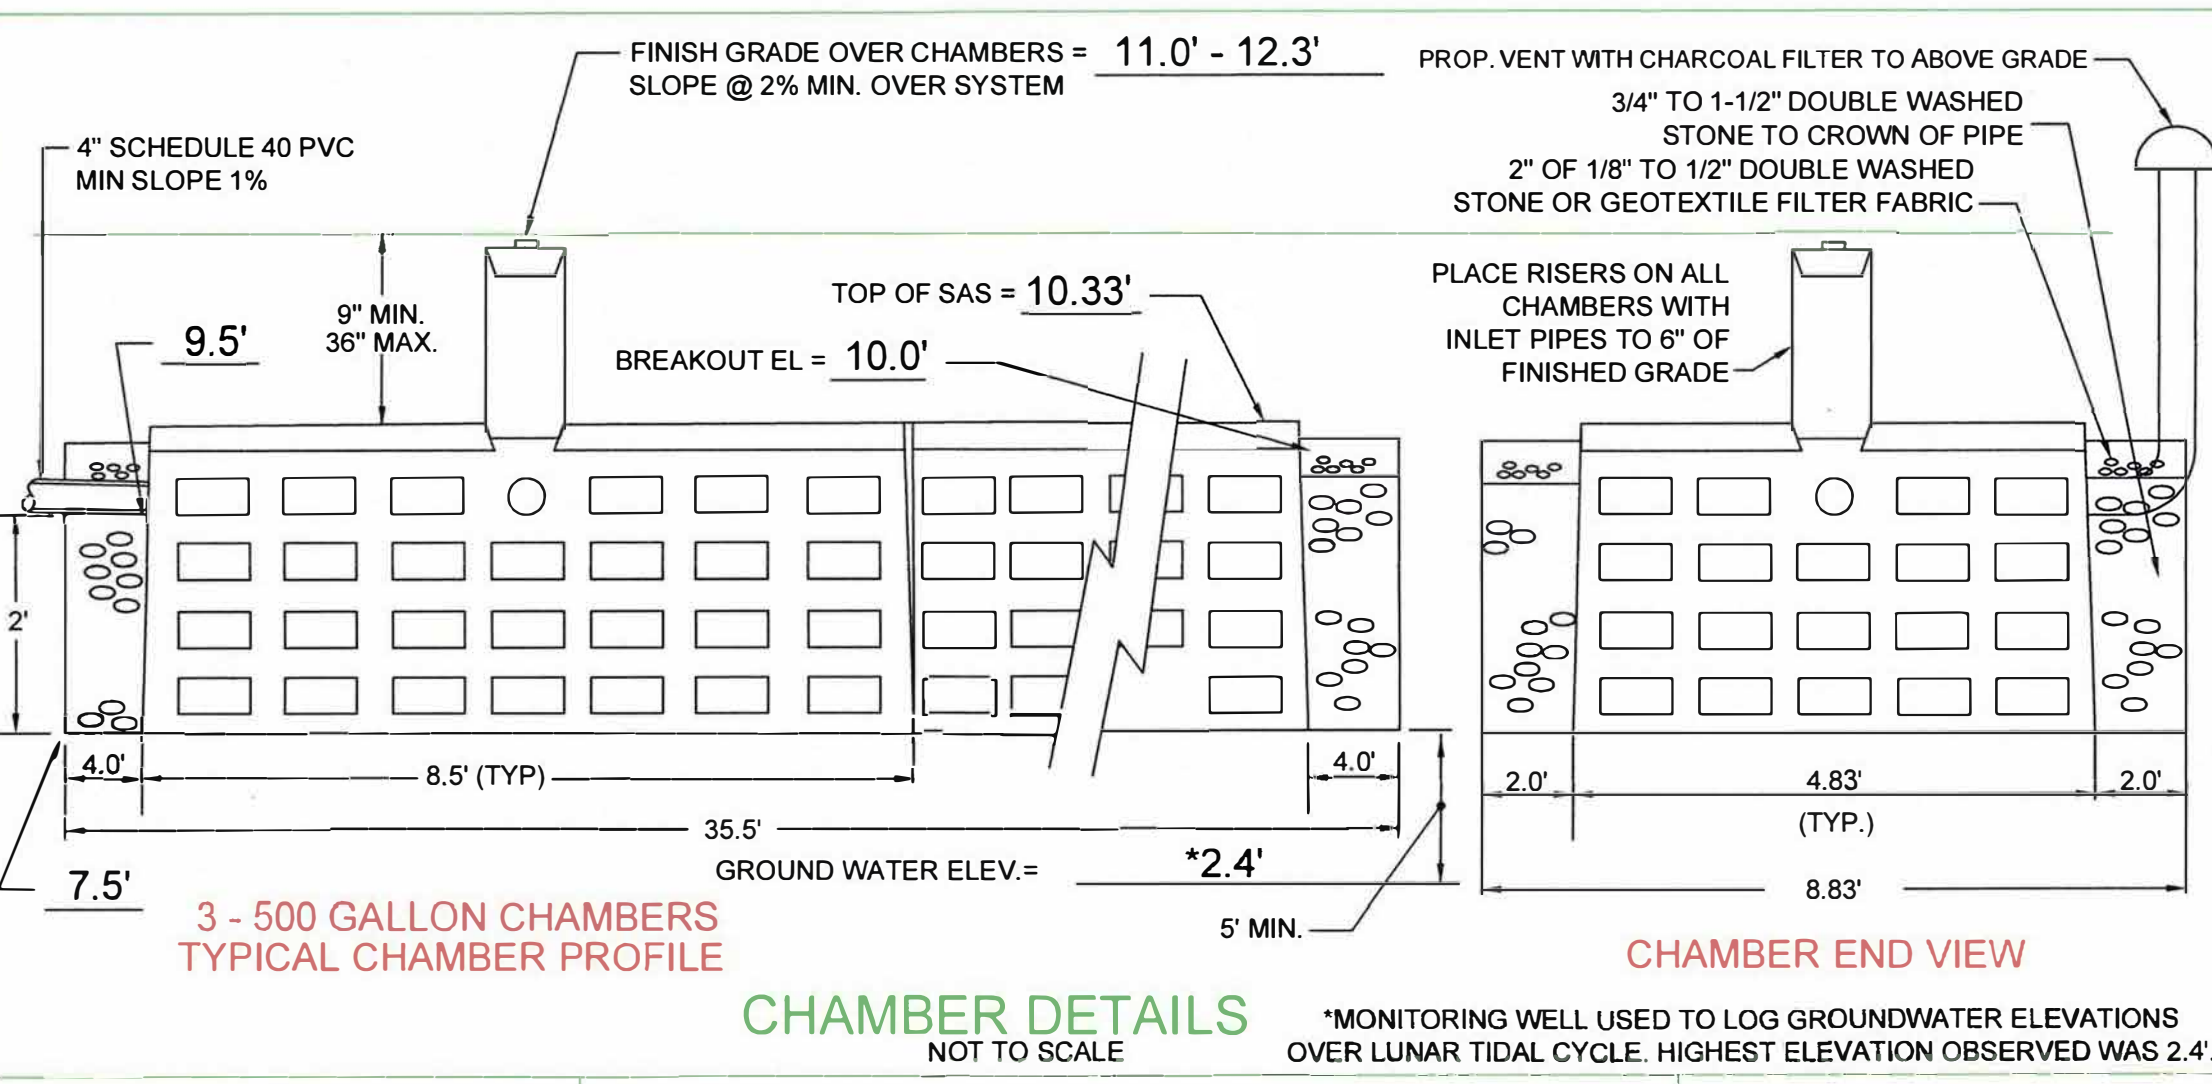 FINISH GRADE OVER CHAMBERS = 11.0' - 12.3'
SLOPE @ 2% MIN. OVER SYSTEM
PROP. VENT WITH CHARCOAL FILTER TO ABOVE GRADE
3/4" TO 1-1/2" DOUBLE WASHED
STONE TO CROWN OF PIPE
2" OF 1/8" TO 1/2" DOUBLE WASHED
STONE OR GEOTEXTILE FILTER FABRIC
4" SCHEDULE 40 PVC
MIN SLOPE 1%
9" MIN.
36" MAX.
9.5'
TOP OF SAS = 10.33'
BREAKOUT EL = 10.0'
PLACE RISERS ON ALL
CHAMBERS WITH
INLET PIPES TO 6" OF
FINISHED GRADE
2'
4.0'
8.5' (TYP)
4.0'
35.5'
GROUND WATER ELEV.= *2.4'
7.5'
5' MIN.
2.0'
4.83'
(TYP.)
2.0'
8.83'
3 - 500 GALLON CHAMBERS
TYPICAL CHAMBER PROFILE
CHAMBER END VIEW
CHAMBER DETAILS
NOT TO SCALE
*MONITORING WELL USED TO LOG GROUNDWATER ELEVATIONS
OVER LUNAR TIDAL CYCLE. HIGHEST ELEVATION OBSERVED WAS 2.4'.